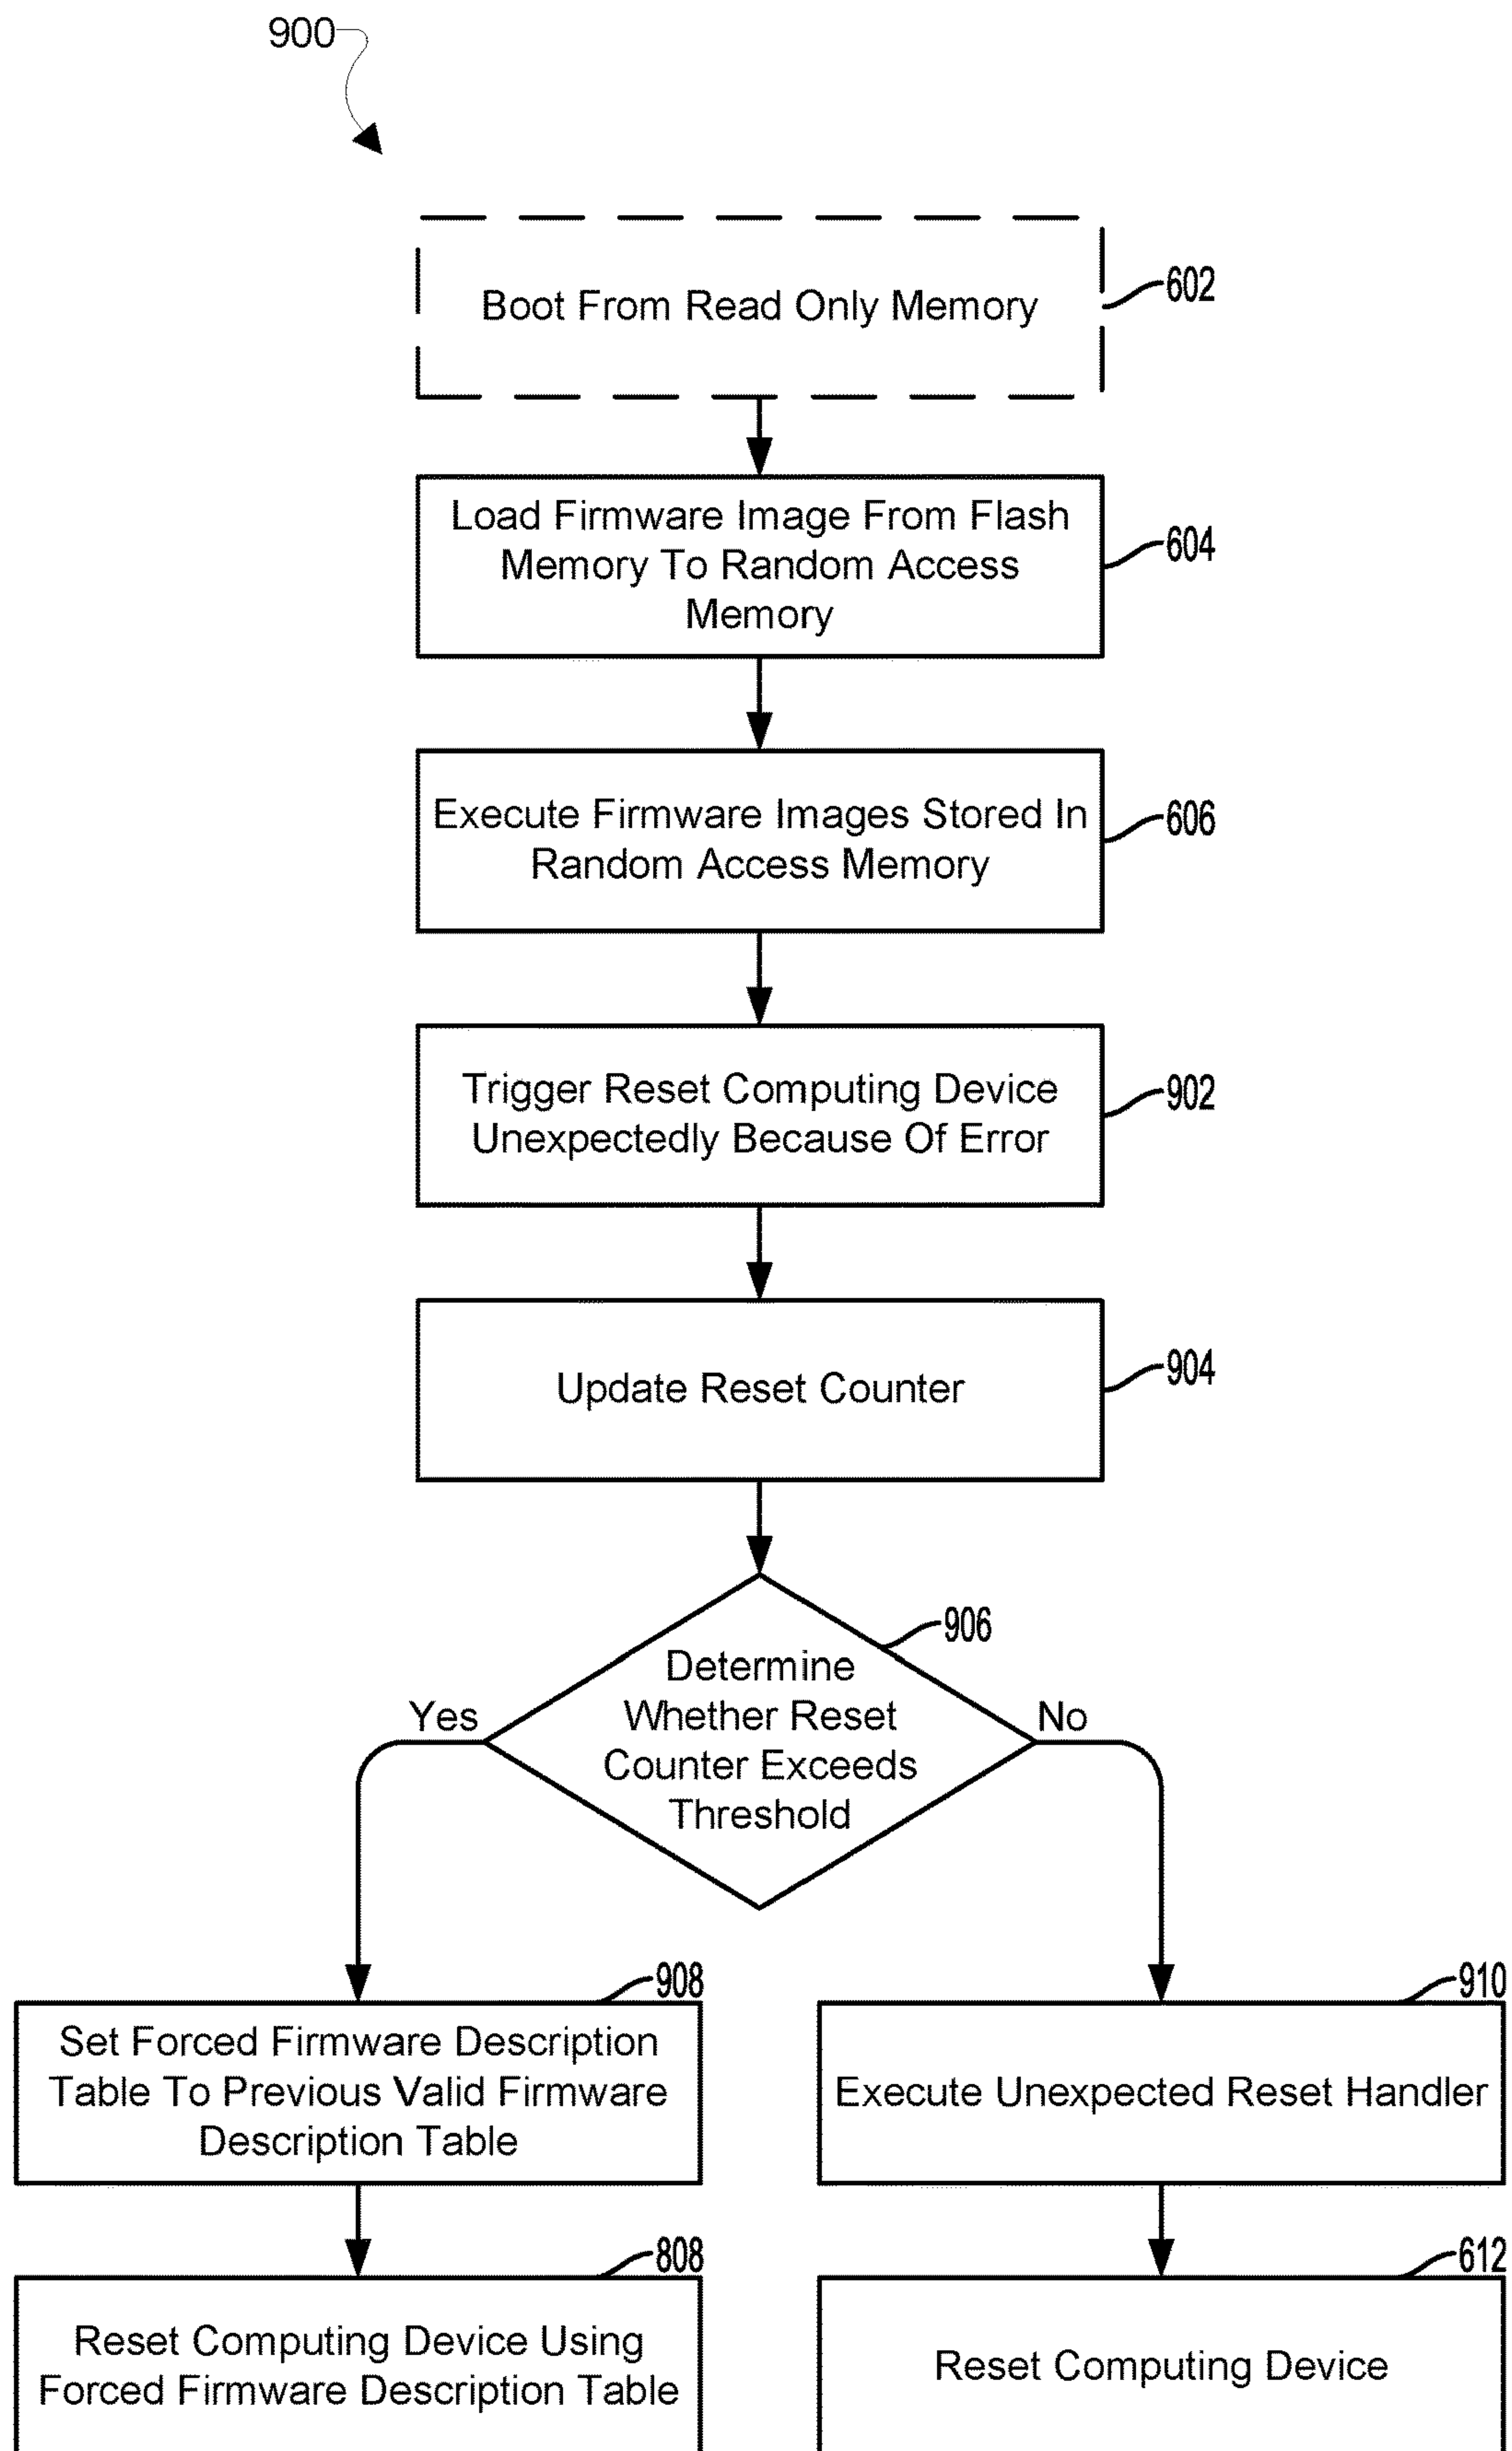 900
Boot From Read Only Memory
602
Load Firmware Image From Flash
Memory To Random Access
Memory
604
Execute Firmware Images Stored In
Random Access Memory
606
Trigger Reset Computing Device
Unexpectedly Because Of Error
902
Update Reset Counter
904
906
Determine
Whether Reset
Counter Exceeds
Threshold
Yes
No
908
Set Forced Firmware Description
Table To Previous Valid Firmware
Description Table
910
Execute Unexpected Reset Handler
808
Reset Computing Device Using
Forced Firmware Description Table
612
Reset Computing Device